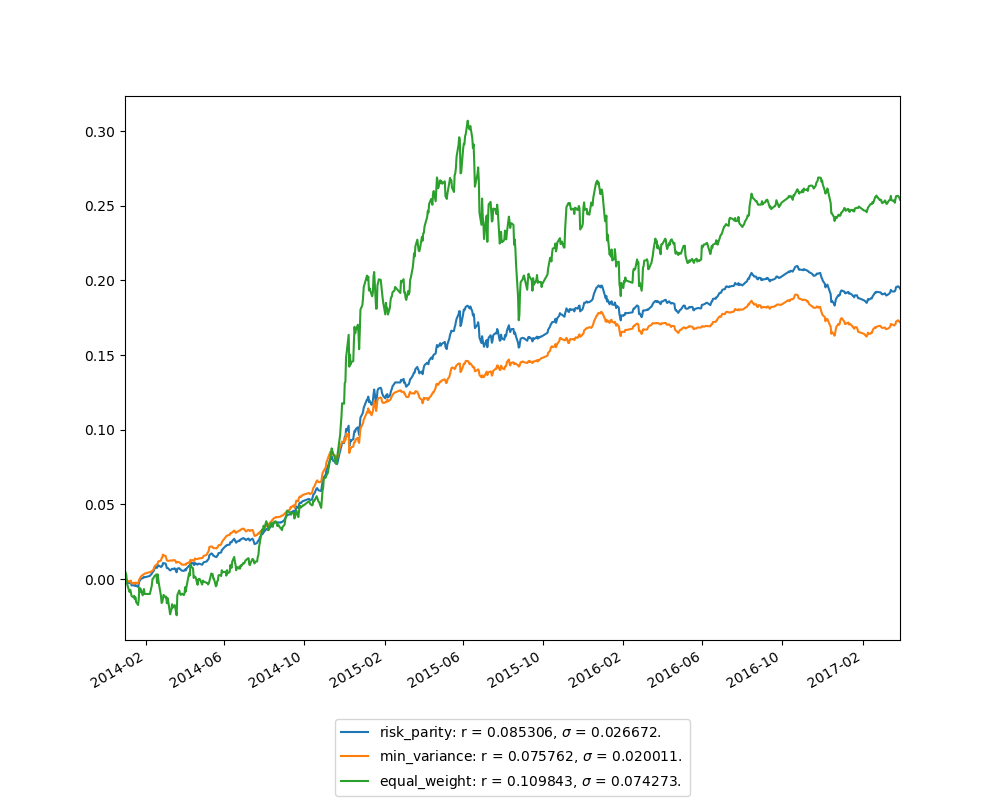 0.30
0.25
0.20
0.15
0.10
0.05
0.00
2014-02 2014-06 2014-10 2015-02 2015-06 2015-10 2016-02 2016-06 2016-10 2017-02
risk_parity: r = 0.085306, σ = 0.026672.
min_variance: r = 0.075762, σ = 0.020011.
equal_weight: r = 0.109843, σ = 0.074273.